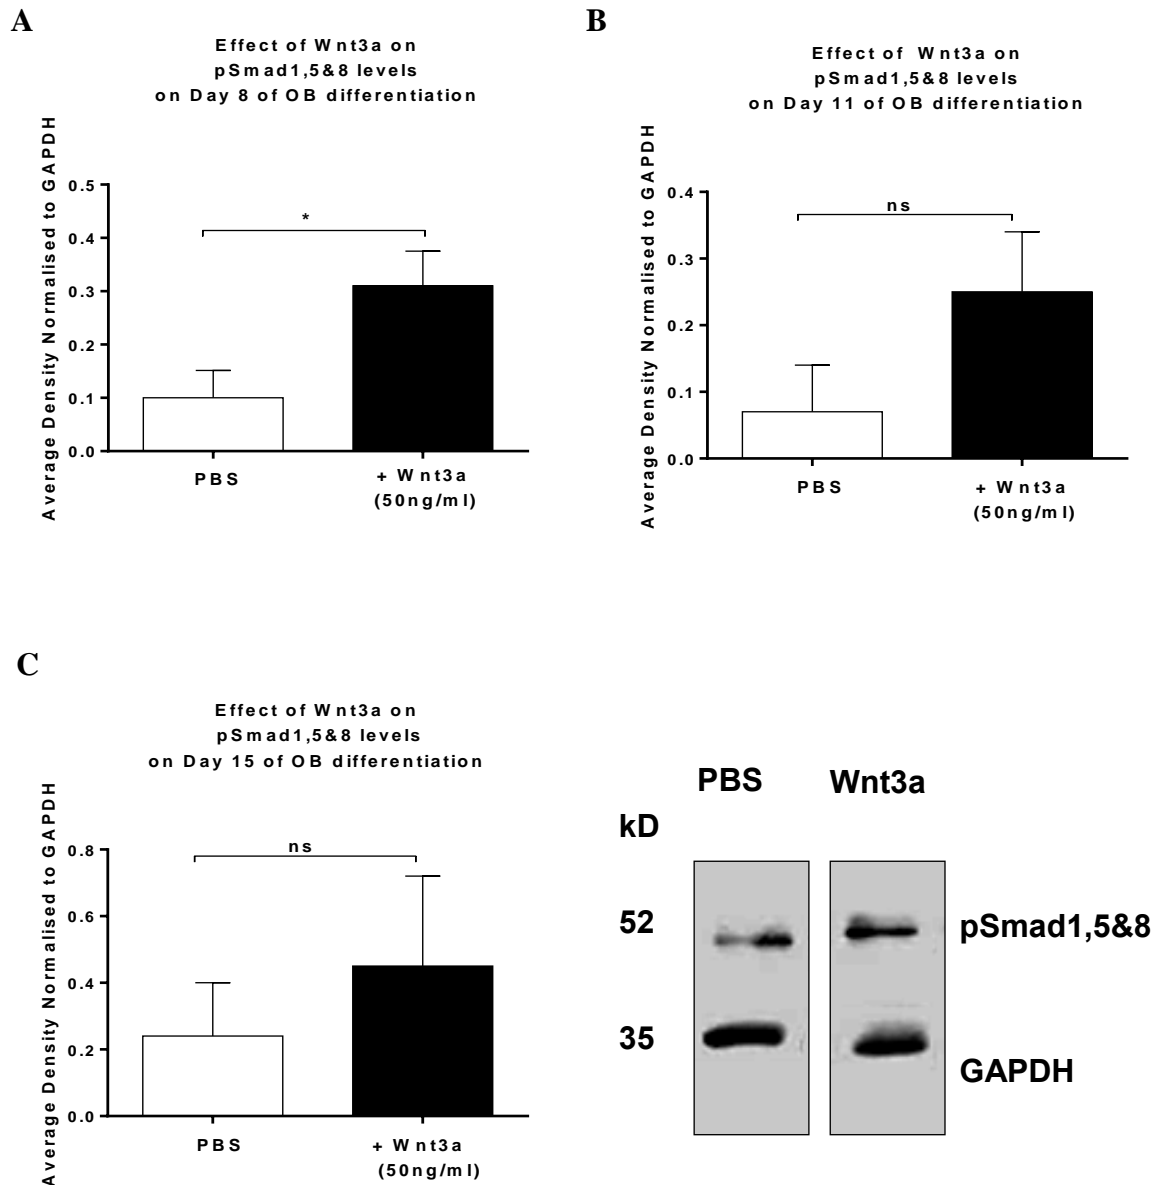 A
Effect of Wnt3a on
pSmad1,5&8 levels
on Day 8 of OB differentiation
Average Density Normalised to GAPDH
0.5
0.4
0.3
0.2
0.1
0.0
*
PBS
+ Wnt3a
(50ng/ml)
B
Effect of Wnt3a on
pSmad1,5&8 levels
on Day 11 of OB differentiation
Average Density Normalised to GAPDH
0.4
0.3
0.2
0.1
0.0
ns
PBS
+ Wnt3a
(50ng/ml)
C
Effect of Wnt3a on
pSmad1,5&8 levels
on Day 15 of OB differentiation
Average Density Normalised to GAPDH
0.8
0.6
0.4
0.2
0.0
ns
PBS
+ Wnt3a
(50ng/ml)
PBS Wnt3a
kD
52 pSmad1,5&8
35
GAPDH